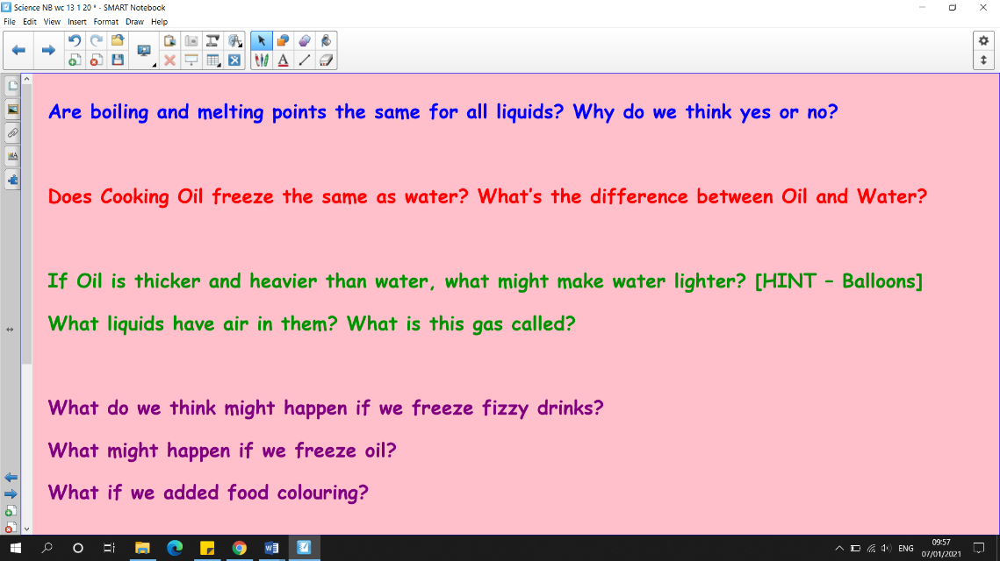 Science NB wc 13 1 20 * - SMART Notebook
File Edit View Insert Format Draw Help
Are boiling and melting points the same for all liquids? Why do we think yes or no?
Does Cooking Oil freeze the same as water? What's the difference between Oil and Water?
If Oil is thicker and heavier than water, what might make water lighter? [HINT – Balloons]
What liquids have air in them? What is this gas called?
What do we think might happen if we freeze fizzy drinks?
What might happen if we freeze oil?
What if we added food colouring?
ENG
09:57
07/01/2021